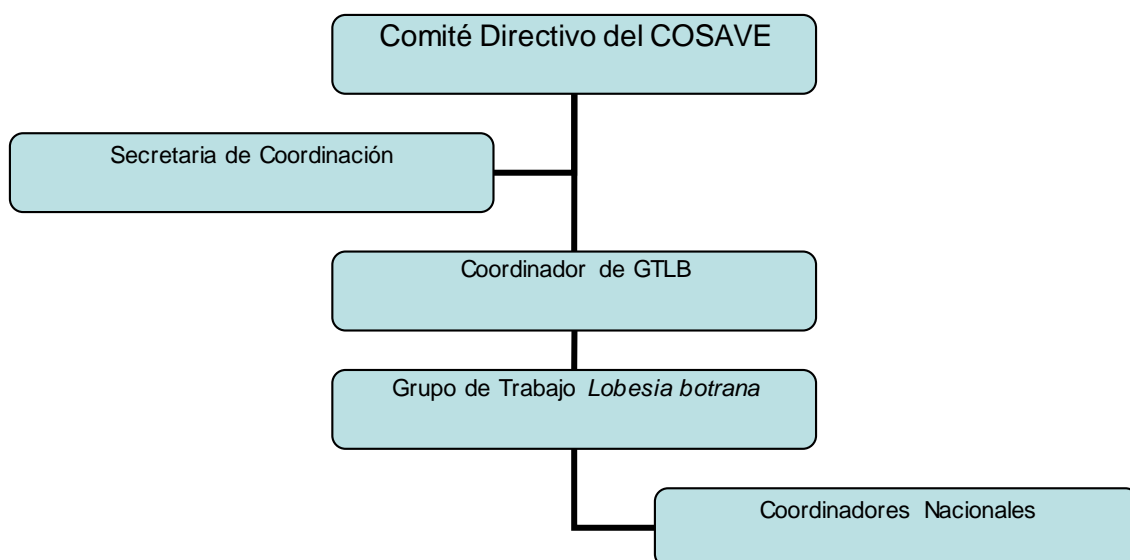 Comité Directivo del COSAVE
Secretaria de Coordinación
Coordinador de GTLB
Grupo de Trabajo Lobesia botrana
Coordinadores Nacionales